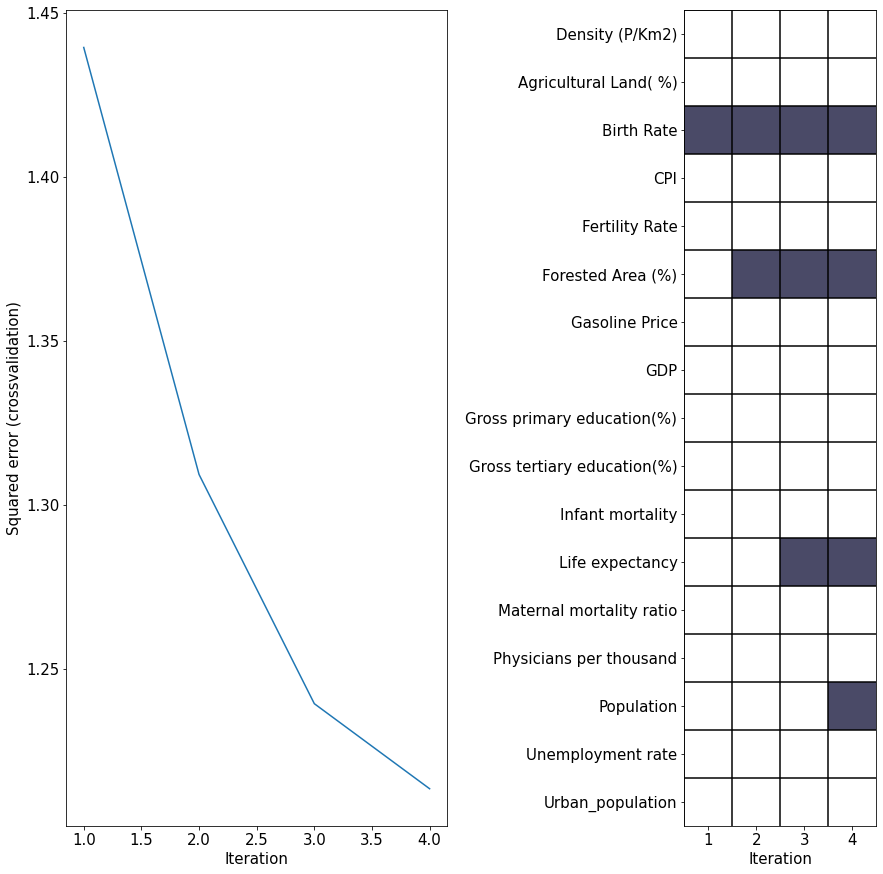 1.45
1.40
1.35
1.30
1.25
Squared error (crossvalidation)
1.0 1.5 2.0 2.5 3.0 3.5 4.0
Iteration
Density (P/Km2)
Agricultural Land( %)
Birth Rate
CPI
Fertility Rate
Forested Area (%)
Gasoline Price
GDP
Gross primary education(%)
Gross tertiary education(%)
Infant mortality
Life expectancy
Maternal mortality ratio
Physicians per thousand
Population
Unemployment rate
Urban_population
1 2 3 4
Iteration